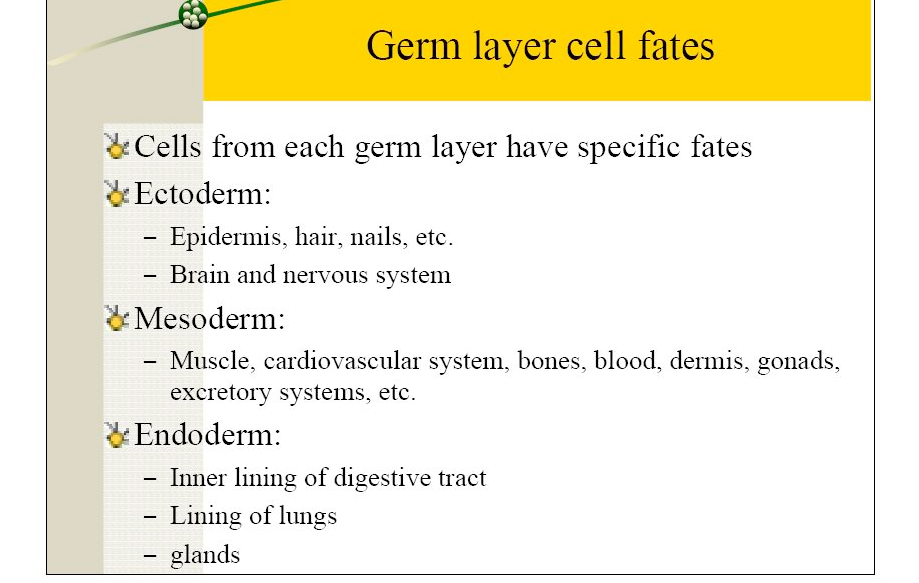 Germ layer cell fates
Cells from each germ layer have specific fates
Ectoderm:
– Epidermis, hair, nails, etc.
– Brain and nervous system
Mesoderm:
– Muscle, cardiovascular system, bones, blood, dermis, gonads,
excretory systems, etc.
Endoderm:
– Inner lining of digestive tract
– Lining of lungs
– glands